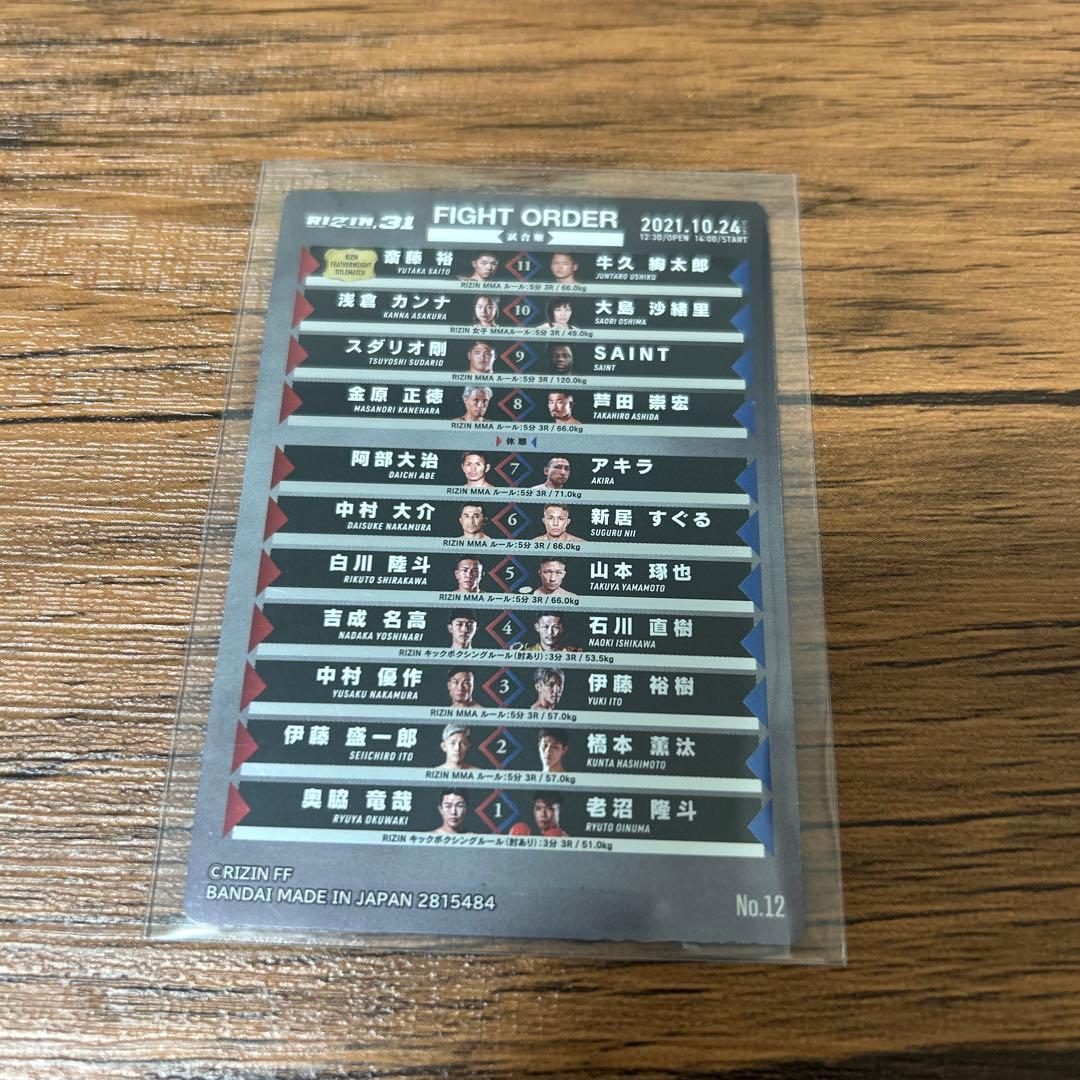 RIZIN.31 FIGHT ORDER 2021.10.24
試合順 12:30/OPEN 14:00/START
RIZIN
FEATHERWEIGHT
TITLEMATCH
斎藤 裕 11 牛久 絢太郎
YUTAKA SAITO JUNTARO USHIKU
RIZIN MMA ルール:5分 3R / 66.0kg
浅倉 カンナ 10 大島 沙緒里
KANNA ASAKURA SAORI OSHIMA
RIZIN 女子 MMAルール:5分 3R / 49.0kg
スダリオ剛 9 SAINT
TSUYOSHI SUDARIO SAINT
RIZIN MMA ルール:5分 3R / 120.0kg
金原 正徳 8 芦田 崇宏
MASANORI KANEHARA TAKAHIRO ASHIDA
RIZIN MMA ルール:5分 3R / 66.0kg
休憩
阿部大治 7 アキラ
DAICHI ABE AKIRA
RIZIN MMA ルール:5分 3R / 71.0kg
中村 大介 6 新居 すぐる
DAISUKE NAKAMURA SUGURU NII
RIZIN MMA ルール:5分 3R / 66.0kg
白川 陸斗 5 山本 琢也
RIKUTO SHIRAKAWA TAKUYA YAMAMOTO
RIZIN MMA ルール:5分 3R / 66.0kg
吉成 名高 4 石川 直樹
NADAKA YOSHINARI NAOKI ISHIKAWA
RIZIN キックボクシングルール(肘あり):3分 3R / 53.5kg
中村 優作 3 伊藤 裕樹
YUSAKU NAKAMURA YUKI ITO
RIZIN MMA ルール:5分 3R / 57.0kg
伊藤 盛一郎 2 橋本 薫汰
SEIICHIRO ITO KUNTA HASHIMOTO
RIZIN MMA ルール:5分 3R / 57.0kg
奥脇 竜哉 1 老沼 隆斗
RYUYA OKUWAKI RYUTO OINUMA
RIZIN キックボクシングルール(肘あり):3分 3R / 51.0kg
©RIZIN FF
BANDAI MADE IN JAPAN 2815484
No.12